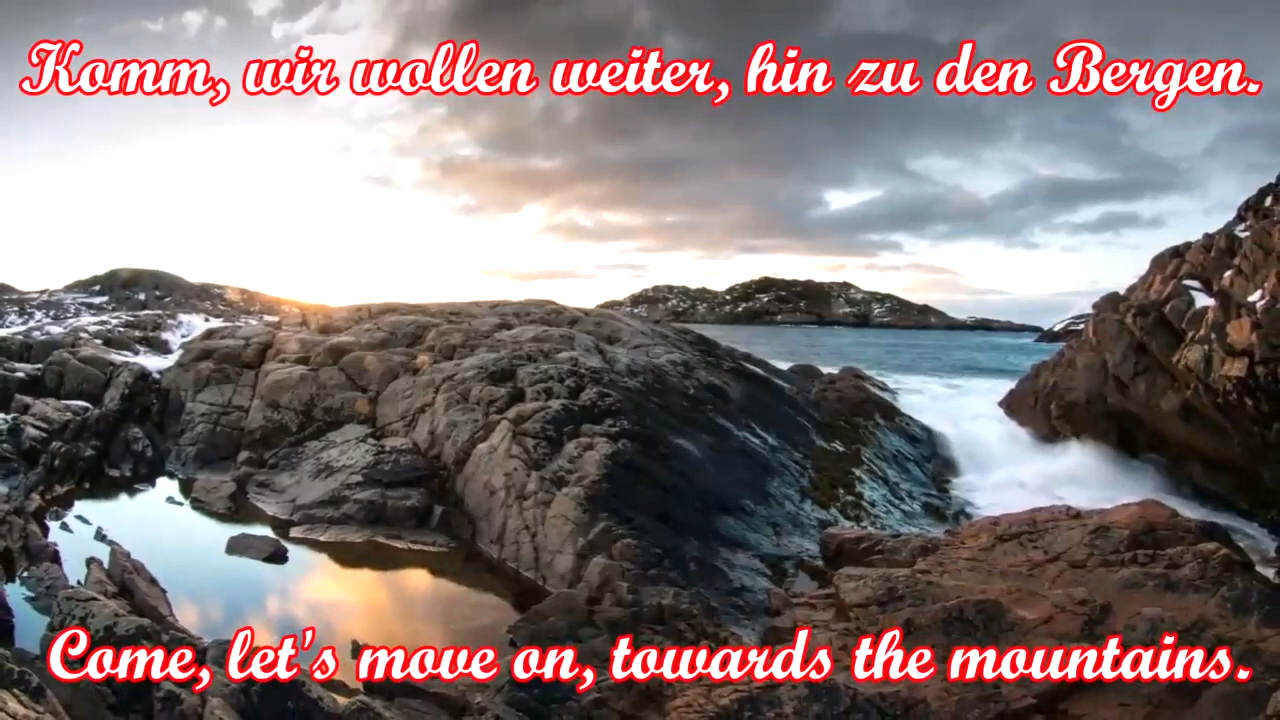 Komm, wir wollen weiter, hin zu den Bergen.
Come, let's move on, towards the mountains.